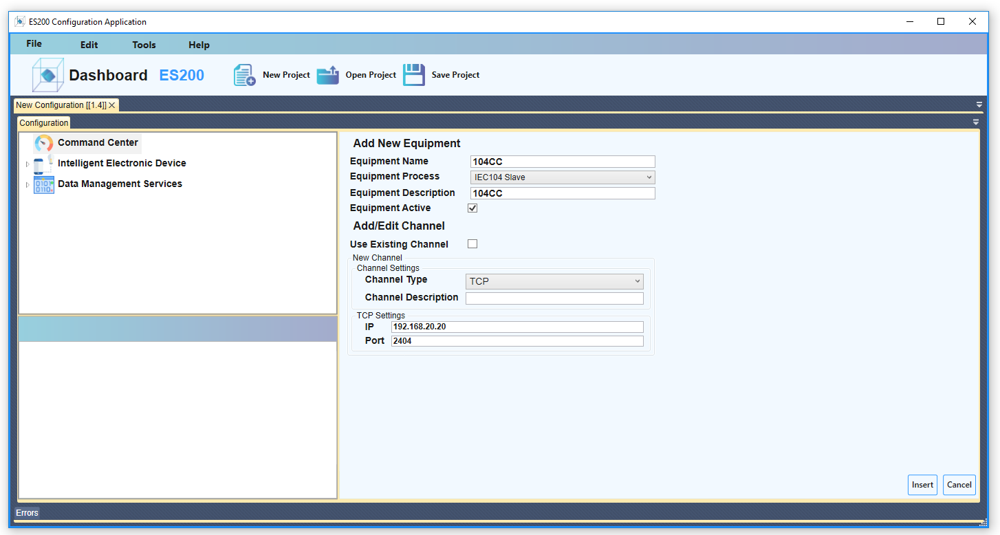 ES200 Configuration Application
File Edit Tools Help
Dashboard ES200 New Project Open Project Save Project
New Configuration [[1.4]]
Configuration
Command Center
Intelligent Electronic Device
Data Management Services
Add New Equipment
Equipment Name 104CC
Equipment Process IEC104 Slave
Equipment Description 104CC
Equipment Active
Add/Edit Channel
Use Existing Channel
New Channel
Channel Settings
Channel Type TCP
Channel Description
TCP Settings
IP 192.168.20.20
Port 2404
Insert Cancel
Errors